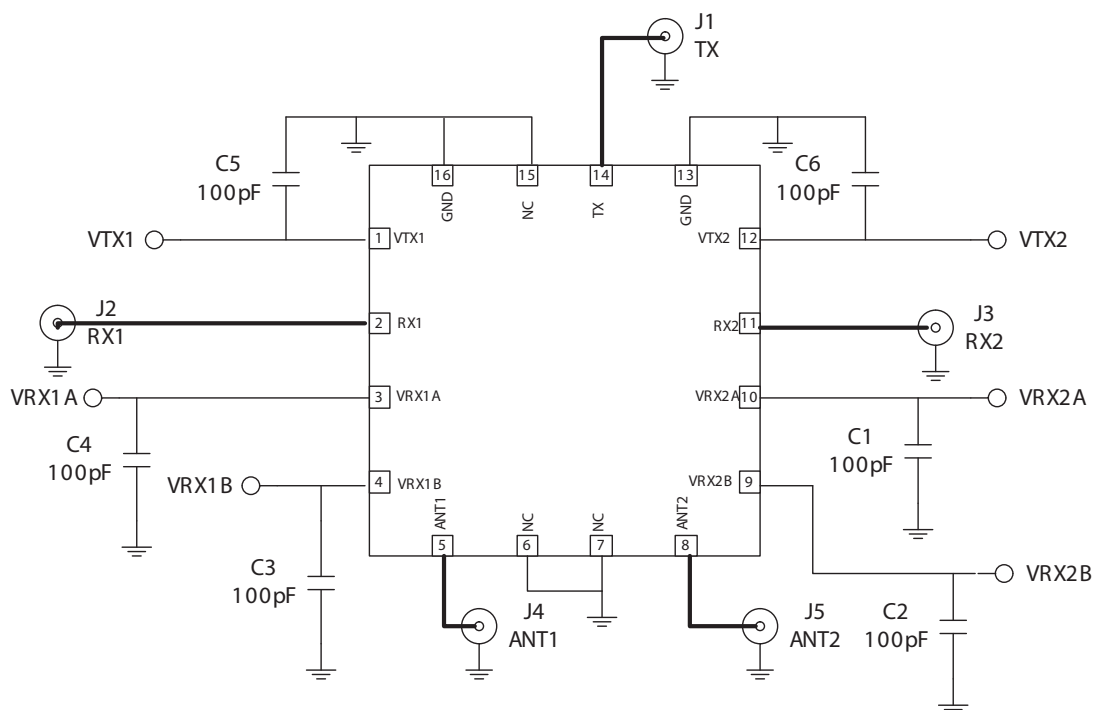 J1
TX
C5
100pF
C6
100pF
16
15
14
13
GND
NC
TX
GND
VTX1
1
VTX1
VTX2
12
VTX2
J2
RX1
2
RX1
RX2
11
J3
RX2
VRX1A
3
VRX1A
VRX2A
10
VRX2A
C4
100pF
C1
100pF
VRX1B
4
VRX1B
VRX2B
9
ANT1
NC
NC
ANT2
5
6
7
8
C3
100pF
J4
ANT1
J5
ANT2
VRX2B
C2
100pF